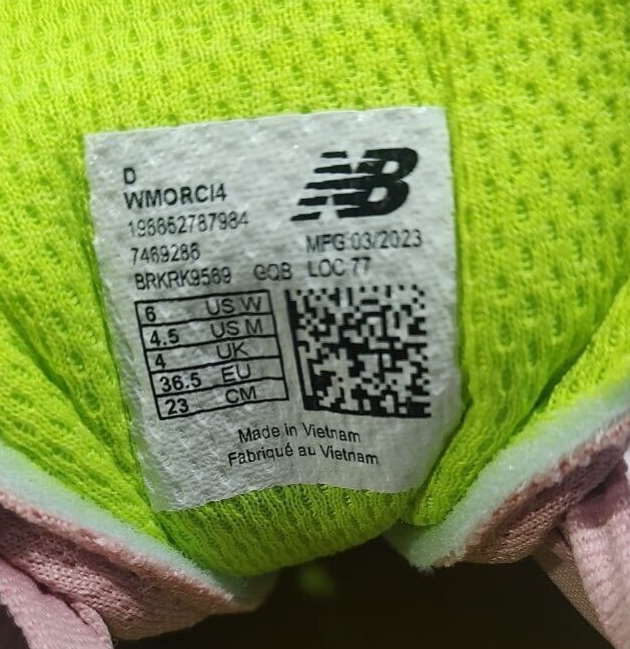 D
WMORCI4
NB
196652787984
7469286
MFG 03/2023
BRKRK9569 GQB LOC 77
6 US W
4.5 US M
4 UK
36.5 EU
23 CM
Made in Vietnam
Fabriqué au Vietnam